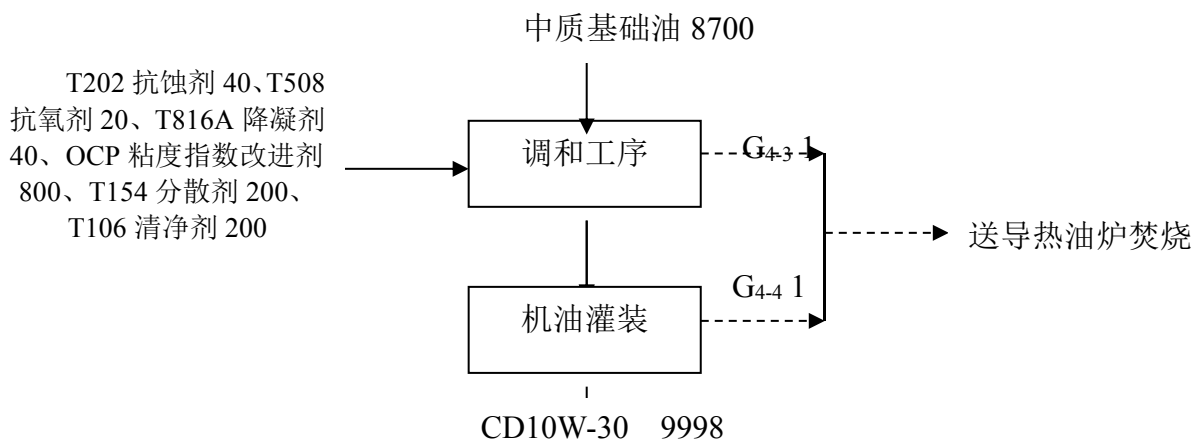 中质基础油 8700
T202 抗蚀剂 40、T508
抗氧剂 20、T816A 降凝剂
40、OCP 粘度指数改进剂
800、T154 分散剂 200、
T106 清净剂 200
调和工序
G4-3 1
送导热油炉焚烧
G4-4 1
机油灌装
CD10W-30 9998